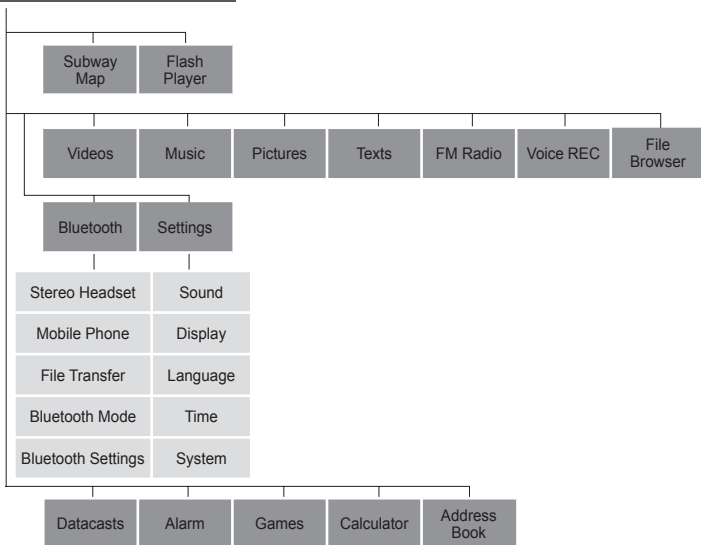 Subway
Map
Flash
Player
Videos
Music
Pictures
Texts
FM Radio
Voice REC
File
Browser
Bluetooth
Settings
Stereo Headset
Sound
Mobile Phone
Display
File Transfer
Language
Bluetooth Mode
Time
Bluetooth Settings
System
Datacasts
Alarm
Games
Calculator
Address
Book